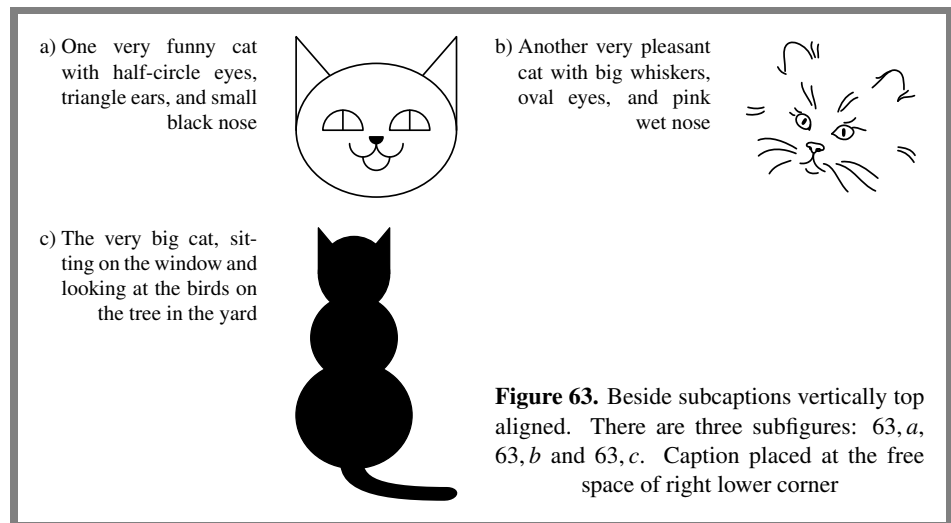 a) One very funny cat
with half-circle eyes,
triangle ears, and small
black nose
b) Another very pleasant
cat with big whiskers,
oval eyes, and pink
wet nose
c) The very big cat, sit-
ting on the window and
looking at the birds on
the tree in the yard
Figure 63. Beside subcaptions vertically top
aligned. There are three subfigures: 63, a,
63, b and 63, c. Caption placed at the free
space of right lower corner